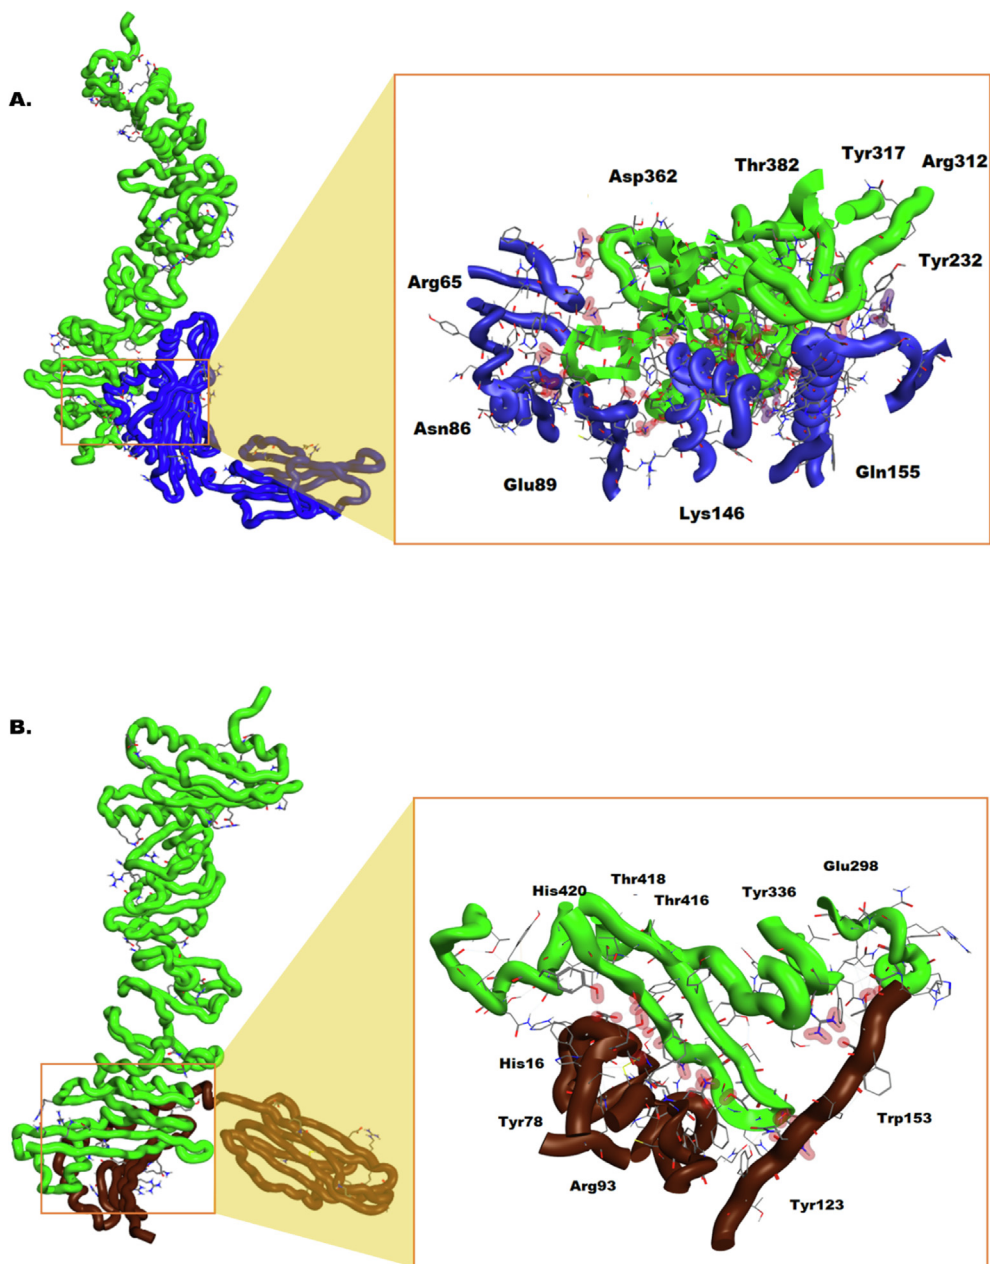 A.
Asp362
Thr382
Tyr317
Arg312
Tyr232
Arg65
Asn86
Glu89
Lys146
Gln155
B.
His420
Thr418
Thr416
Tyr336
Glu298
His16
Tyr78
Arg93
Trp153
Tyr123